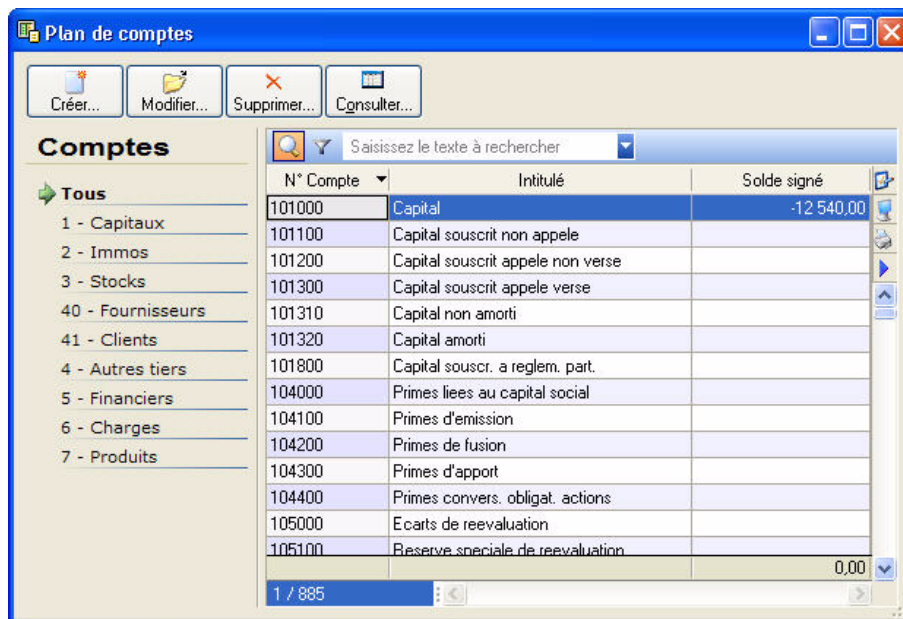 Plan de comptes
Créer... Modifier... Supprimer... Consulter...
Comptes
Tous
1 - Capitaux
2 - Immos
3 - Stocks
40 - Fournisseurs
41 - Clients
4 - Autres tiers
5 - Financiers
6 - Charges
7 - Produits
Saisissez le texte à rechercher
N° Compte Intitulé Solde signé
101000 Capital -12 540,00
101100 Capital souscrit non appele
101200 Capital souscrit appele non verse
101300 Capital souscrit appele verse
101310 Capital non amorti
101320 Capital amorti
101800 Capital souscr. a reglem. part.
104000 Primes liees au capital social
104100 Primes d'emission
104200 Primes de fusion
104300 Primes d'apport
104400 Primes convers. obligat. actions
105000 Ecarts de reevaluation
105100 Reserve speciale de reevaluation
0,00
1 / 885